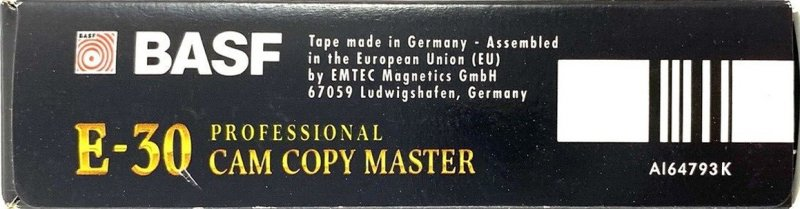 BASF
Tape made in Germany - Assembled
in the European Union (EU)
by EMTEC Magnetics GmbH
67059 Ludwigshafen, Germany
E-30 PROFESSIONAL
CAM COPY MASTER
AI64793K